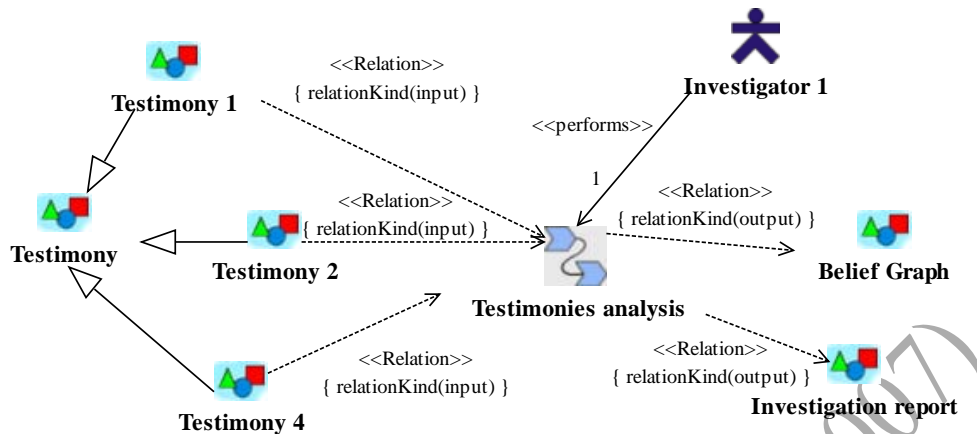 <<Relation>>
{ relationKind(input) }
Testimony 1
Investigator 1
<<performs>>
1
<<Relation>>
{ relationKind(output) }
<<Relation>>
{ relationKind(input) }
Testimony
Testimony 2
Belief Graph
Testimonies analysis
<<Relation>>
{ relationKind(input) }
<<Relation>>
{ relationKind(output) }
Testimony 4
Investigation report
007)